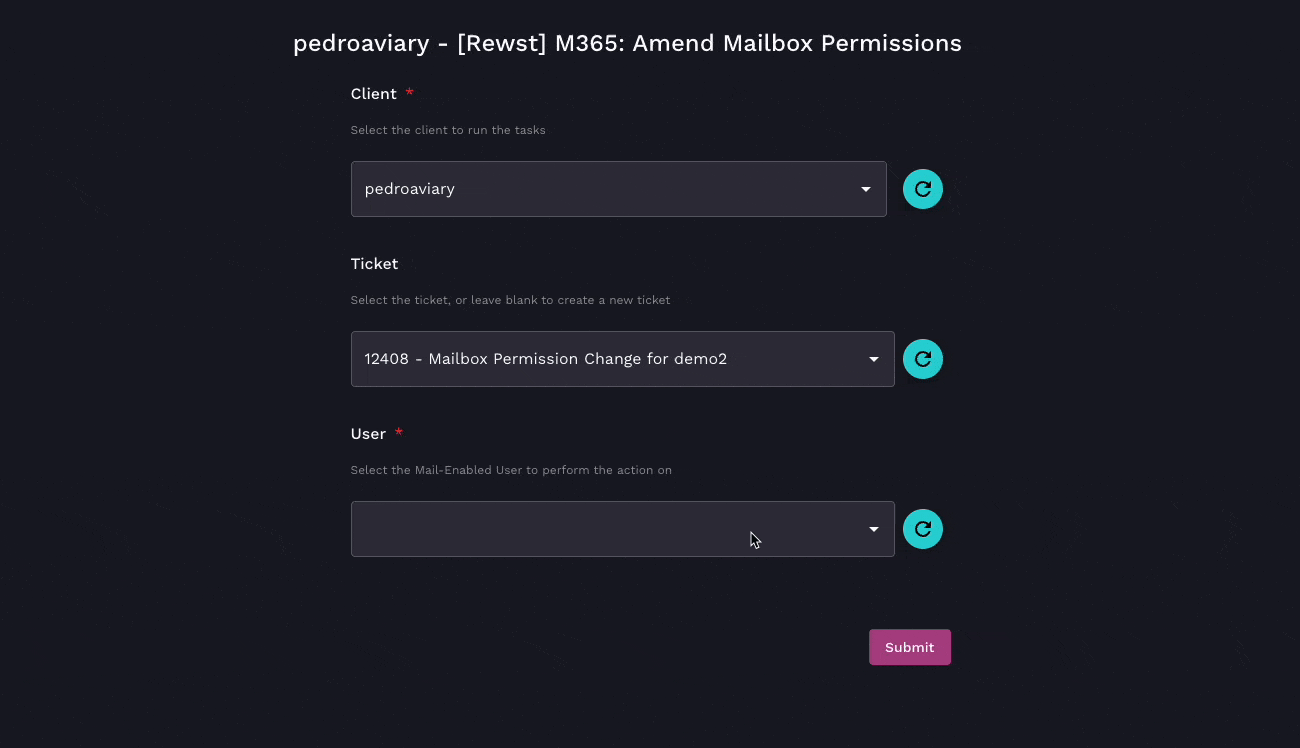 pedroaviary - [Rewst] M365: Amend Mailbox Permissions
Client *
Select the client to run the tasks
pedroaviary
Ticket
Select the ticket, or leave blank to create a new ticket
12408 - Mailbox Permission Change for demo2
User *
Select the Mail-Enabled User to perform the action on
Submit